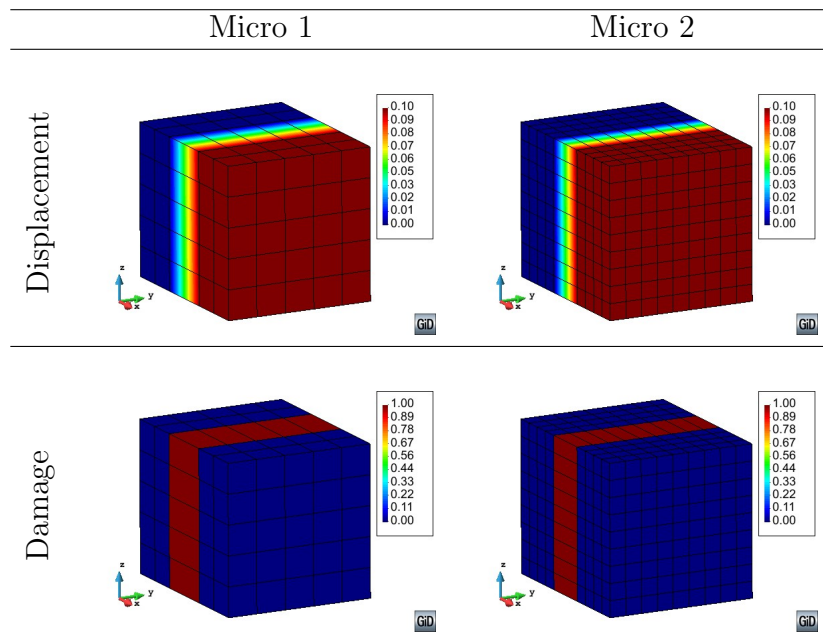 Micro 1 Micro 2
Displacement
0.10
0.09
0.08
0.07
0.06
0.05
0.03
0.02
0.01
0.00
z
y
x
GiD
0.10
0.09
0.08
0.07
0.06
0.05
0.03
0.02
0.01
0.00
z
y
x
GiD
Damage
1.00
0.89
0.78
0.67
0.56
0.44
0.33
0.22
0.11
0.00
z
y
x
GiD
1.00
0.89
0.78
0.67
0.56
0.44
0.33
0.22
0.11
0.00
z
y
x
GiD